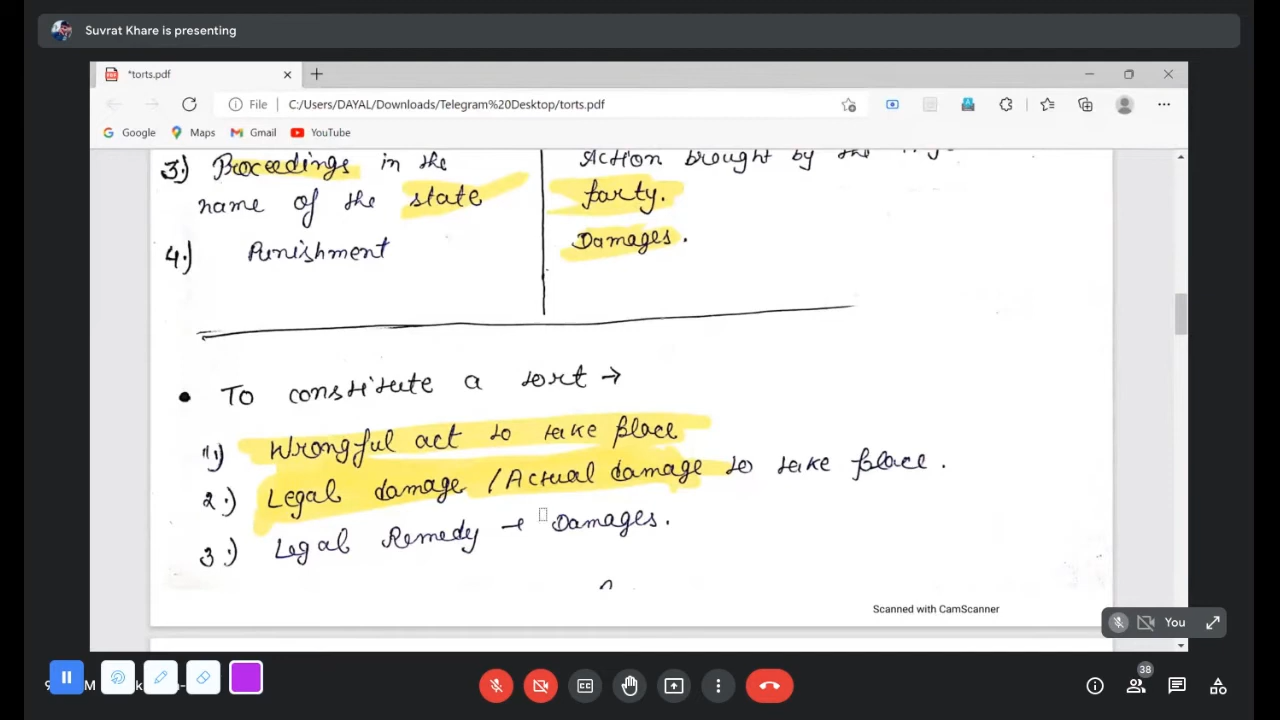 Suvrat Khare is presenting
*torts.pdf
File
C:/Users/DAYAL/Downloads/Telegram%20Desktop/torts.pdf
Google Maps Gmail YouTube
3.) Proceedings in the
name of the state
4.) Punishment
Action brought by the
party.
Damages.
• To constitute a tort →
1) Wrongful act to take place
2.) Legal damage / Actual damage to take place.
3.) Legal Remedy → Damages.
Scanned with CamScanner
You
38